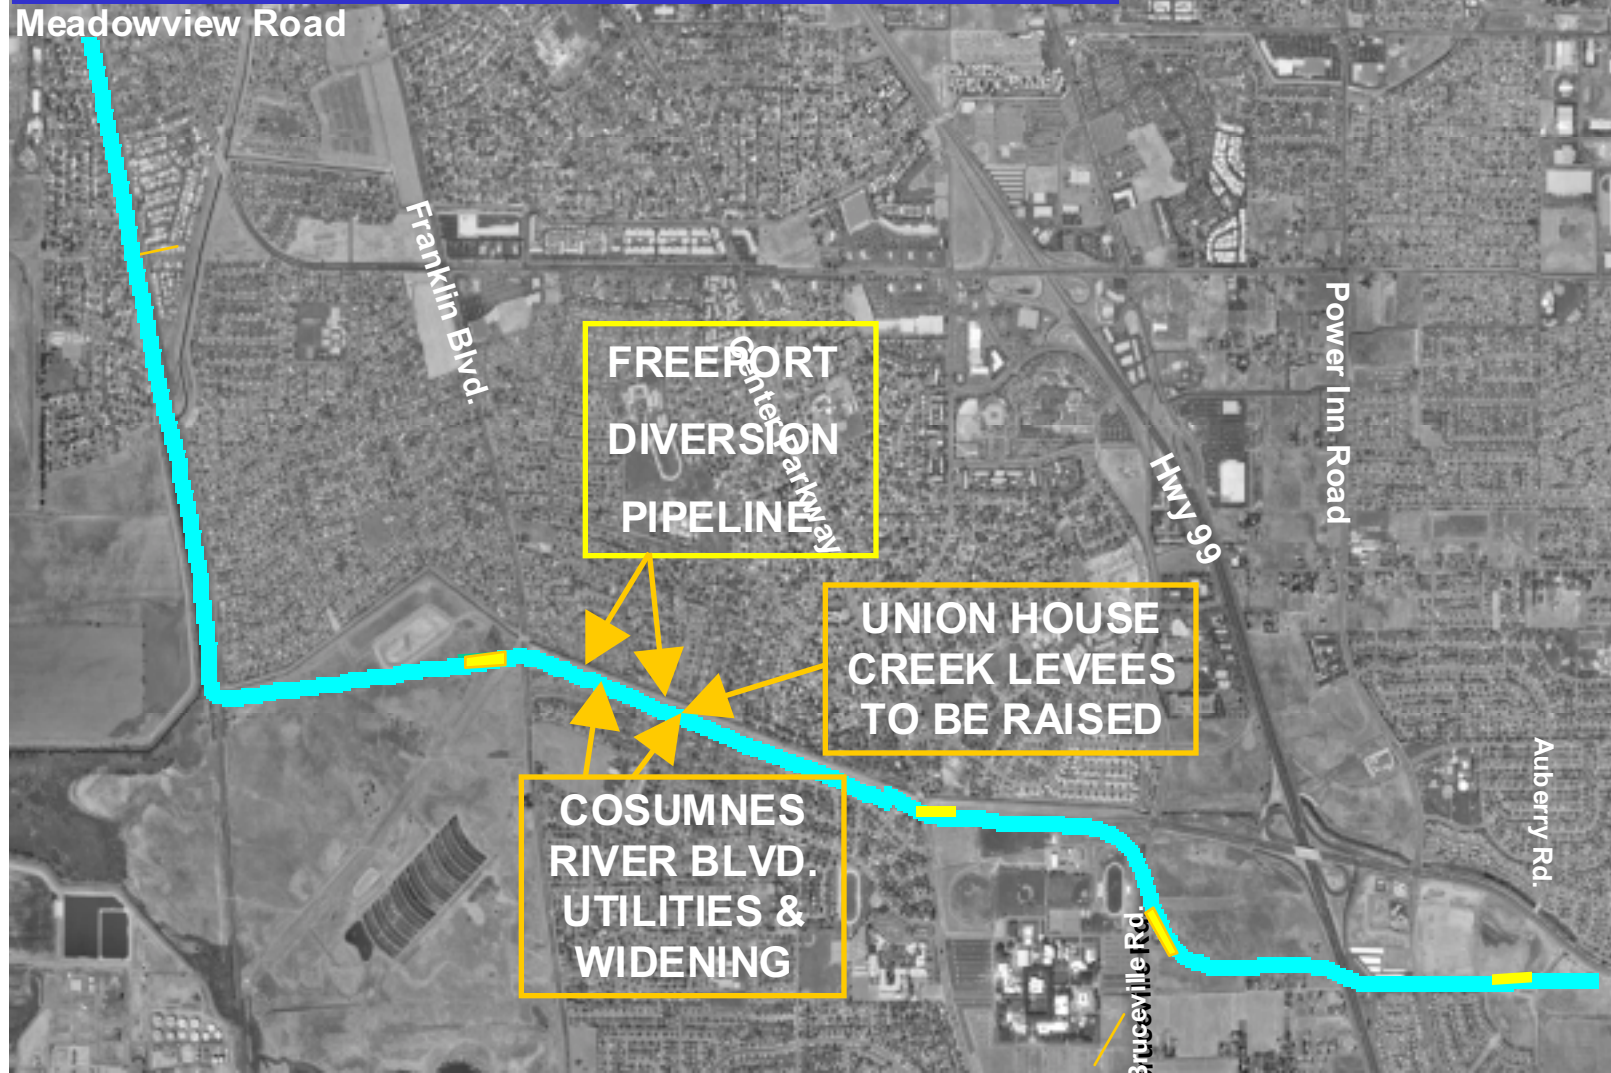 Meadowview Road
Franklin Blvd.
FREEPORT
DIVERSION
PIPELINE
Center Parkway
Power Inn Road
Hwy 99
UNION HOUSE
CREEK LEVEES
TO BE RAISED
COSUMNES
RIVER BLVD.
UTILITIES &
WIDENING
Auberry Rd.
Bruceville Rd.